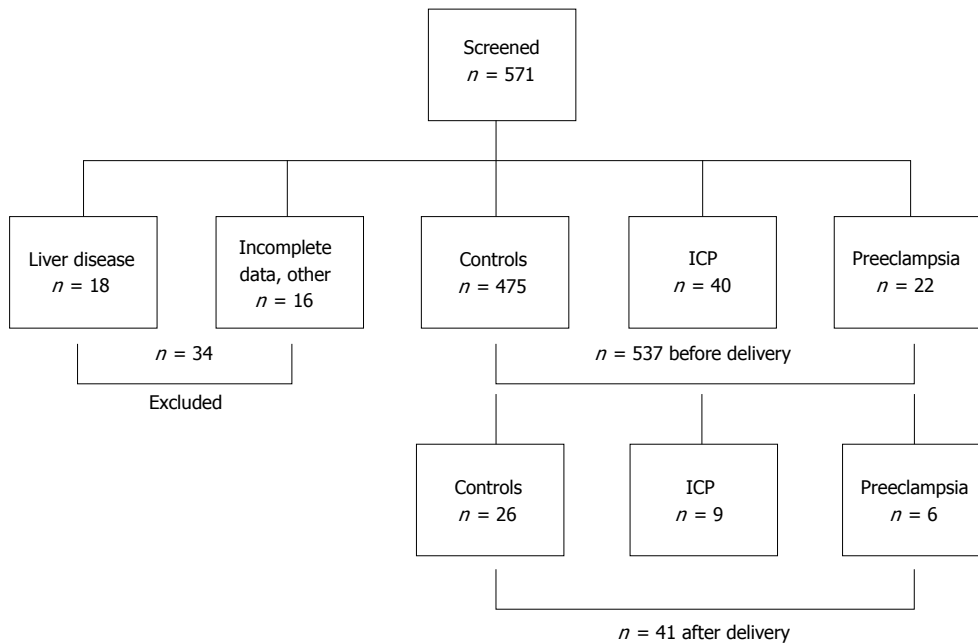 Screened
n = 571
Liver disease
n = 18
Incomplete
data, other
n = 16
Controls
n = 475
ICP
n = 40
Preeclampsia
n = 22
n = 34
Excluded
n = 537 before delivery
Controls
n = 26
ICP
n = 9
Preeclampsia
n = 6
n = 41 after delivery